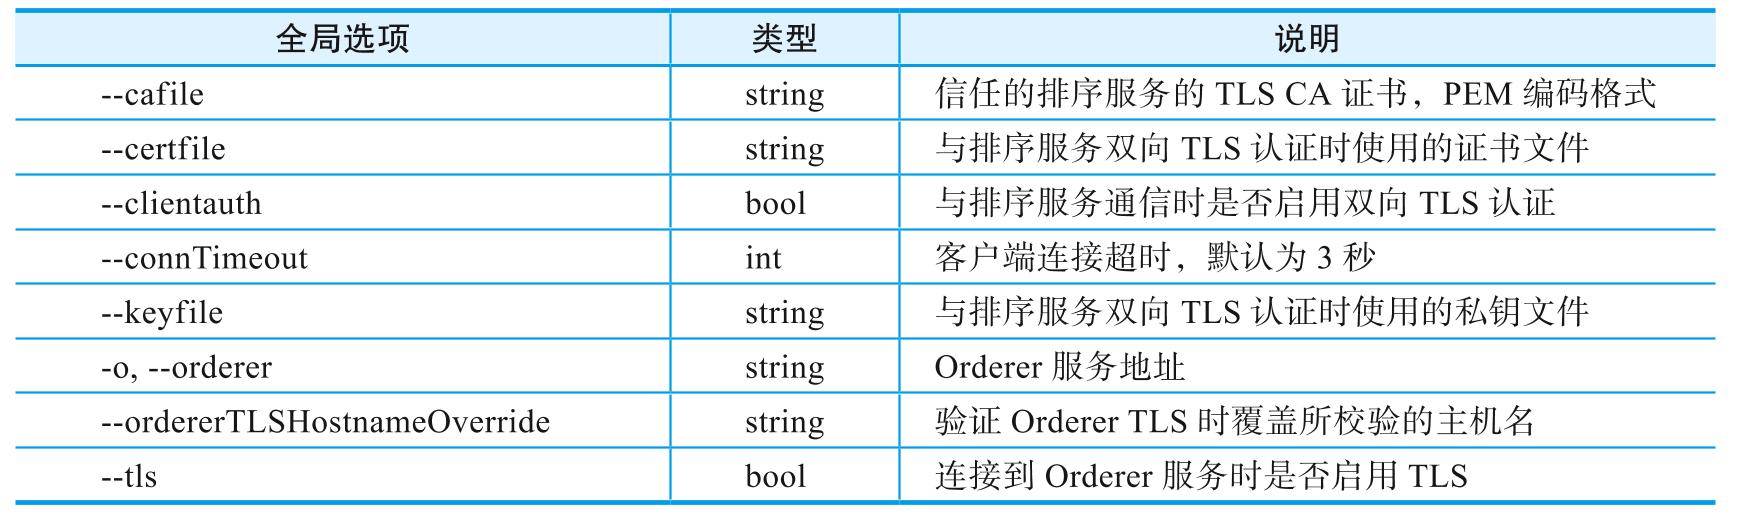 全局选项 类型 说明
--cafile string 信任的排序服务的 TLS CA 证书，PEM 编码格式
--certfile string 与排序服务双向 TLS 认证时使用的证书文件
--clientauth bool 与排序服务通信时是否启用双向 TLS 认证
--connTimeout int 客户端连接超时，默认为 3 秒
--keyfile string 与排序服务双向 TLS 认证时使用的私钥文件
-o, --orderer string Orderer 服务地址
--ordererTLSHostnameOverride string 验证 Orderer TLS 时覆盖所校验的主机名
--tls bool 连接到 Orderer 服务时是否启用 TLS